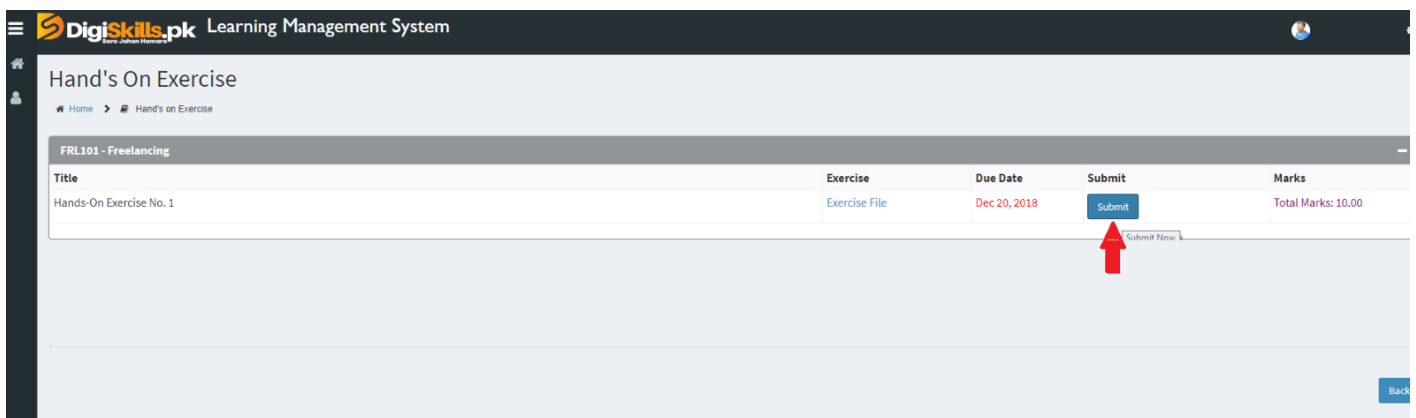 DigiSkills.pk Learning Management System
Sara Jahan Hamara
Hand's On Exercise
Home > Hand's on Exercise
FRL101 - Freelancing
Title Exercise Due Date Submit Marks
Hands-On Exercise No. 1 Exercise File Dec 20, 2018 Submit Total Marks: 10.00
Submit Now
Back